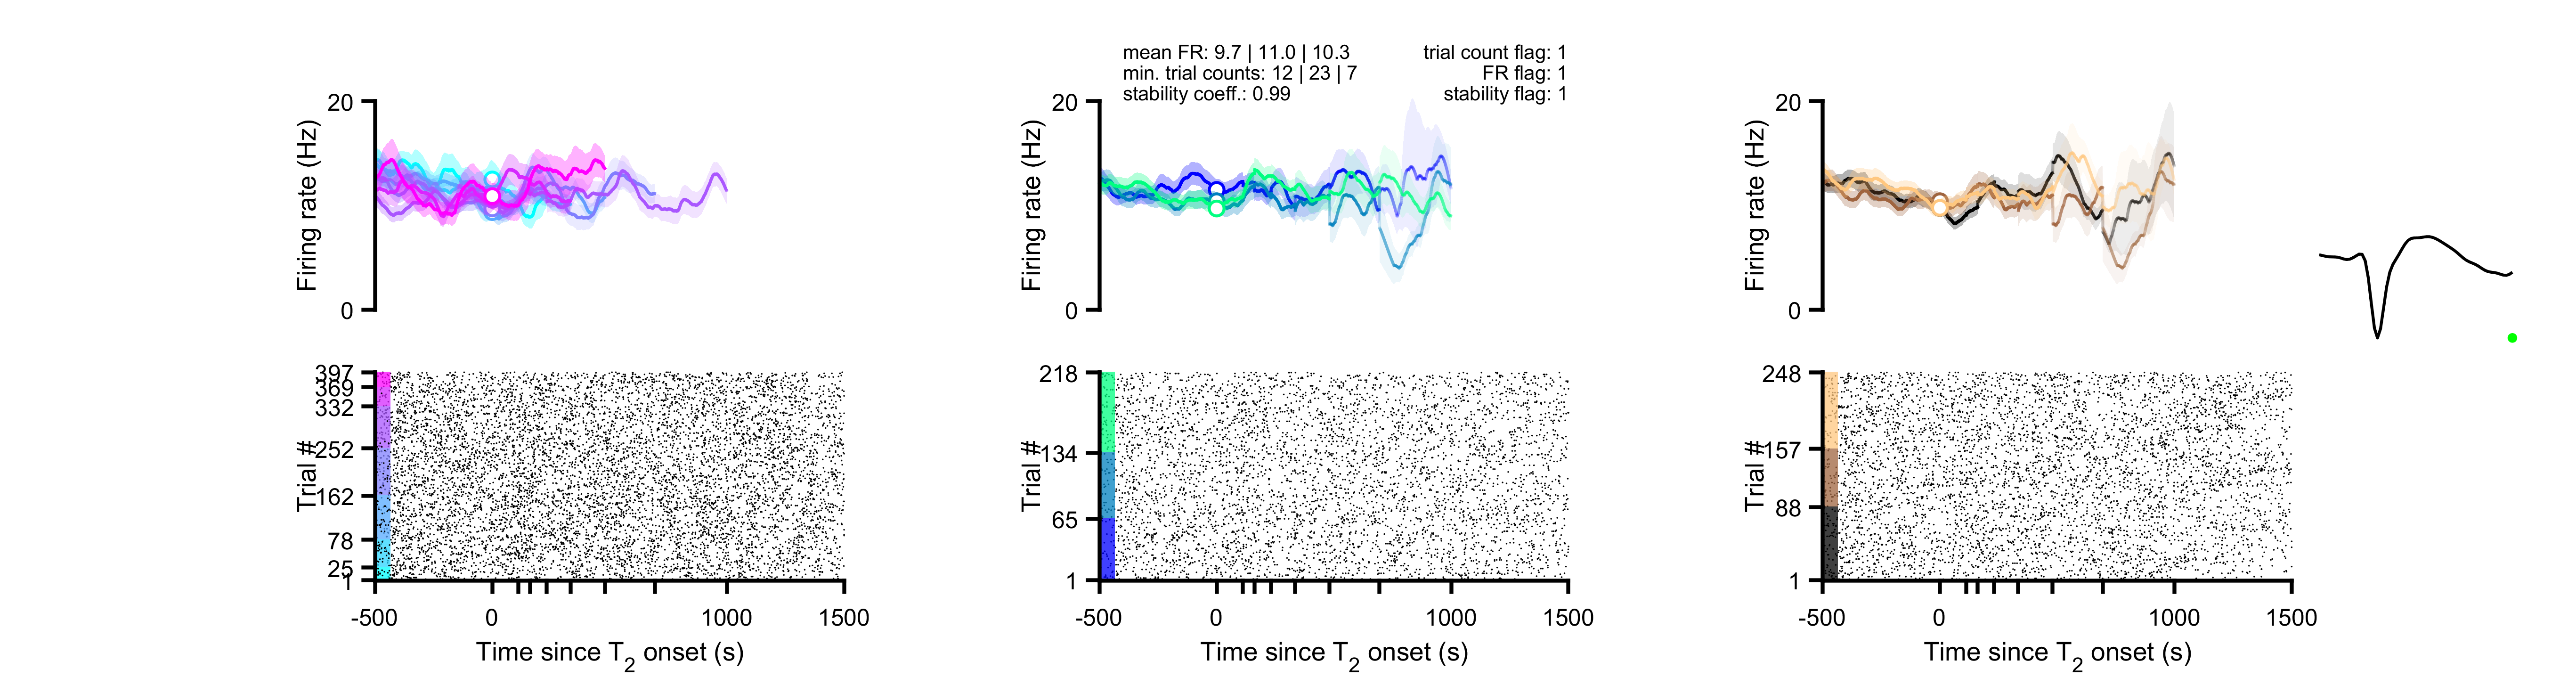 mean FR: 9.7 | 11.0 | 10.3
min. trial counts: 12 | 23 | 7
stability coeff.: 0.99
trial count flag: 1
FR flag: 1
stability flag: 1
Firing rate (Hz)
20
0
Firing rate (Hz)
20
0
Firing rate (Hz)
20
0
Trial #
397
369
332
252
162
78
25
1
-500
0
1000
1500
Time since T2 onset (s)
Trial #
218
134
65
1
-500
0
1000
1500
Time since T2 onset (s)
Trial #
248
157
88
1
-500
0
1000
1500
Time since T2 onset (s)